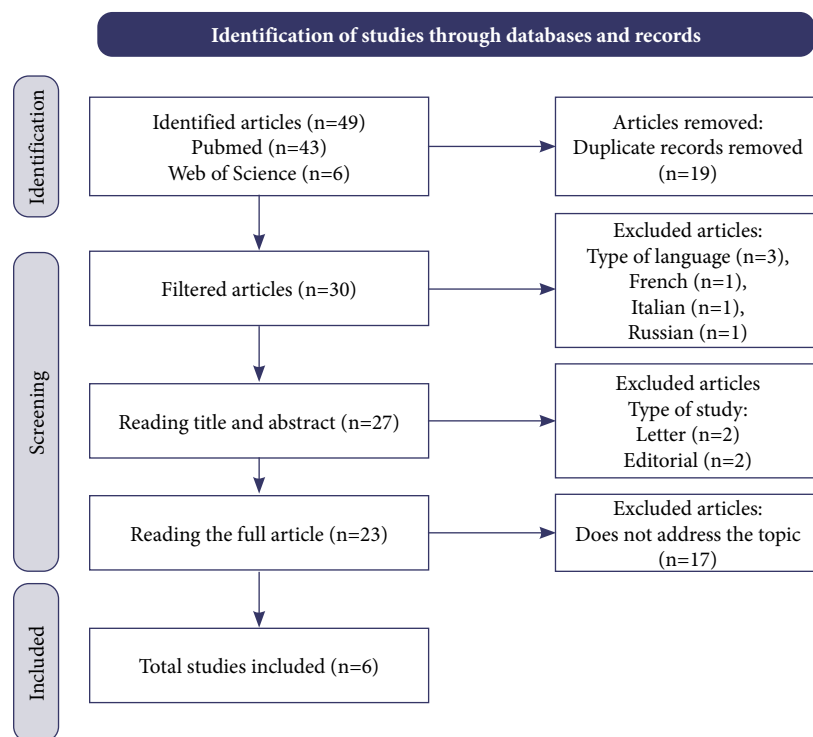 Identification of studies through databases and records
Identification
Identified articles (n=49)
Pubmed (n=43)
Web of Science (n=6)
Articles removed:
Duplicate records removed
(n=19)
Screening
Filtered articles (n=30)
Excluded articles:
Type of language (n=3),
French (n=1),
Italian (n=1),
Russian (n=1)
Reading title and abstract (n=27)
Excluded articles
Type of study:
Letter (n=2)
Editorial (n=2)
Reading the full article (n=23)
Excluded articles:
Does not address the topic
(n=17)
Included
Total studies included (n=6)